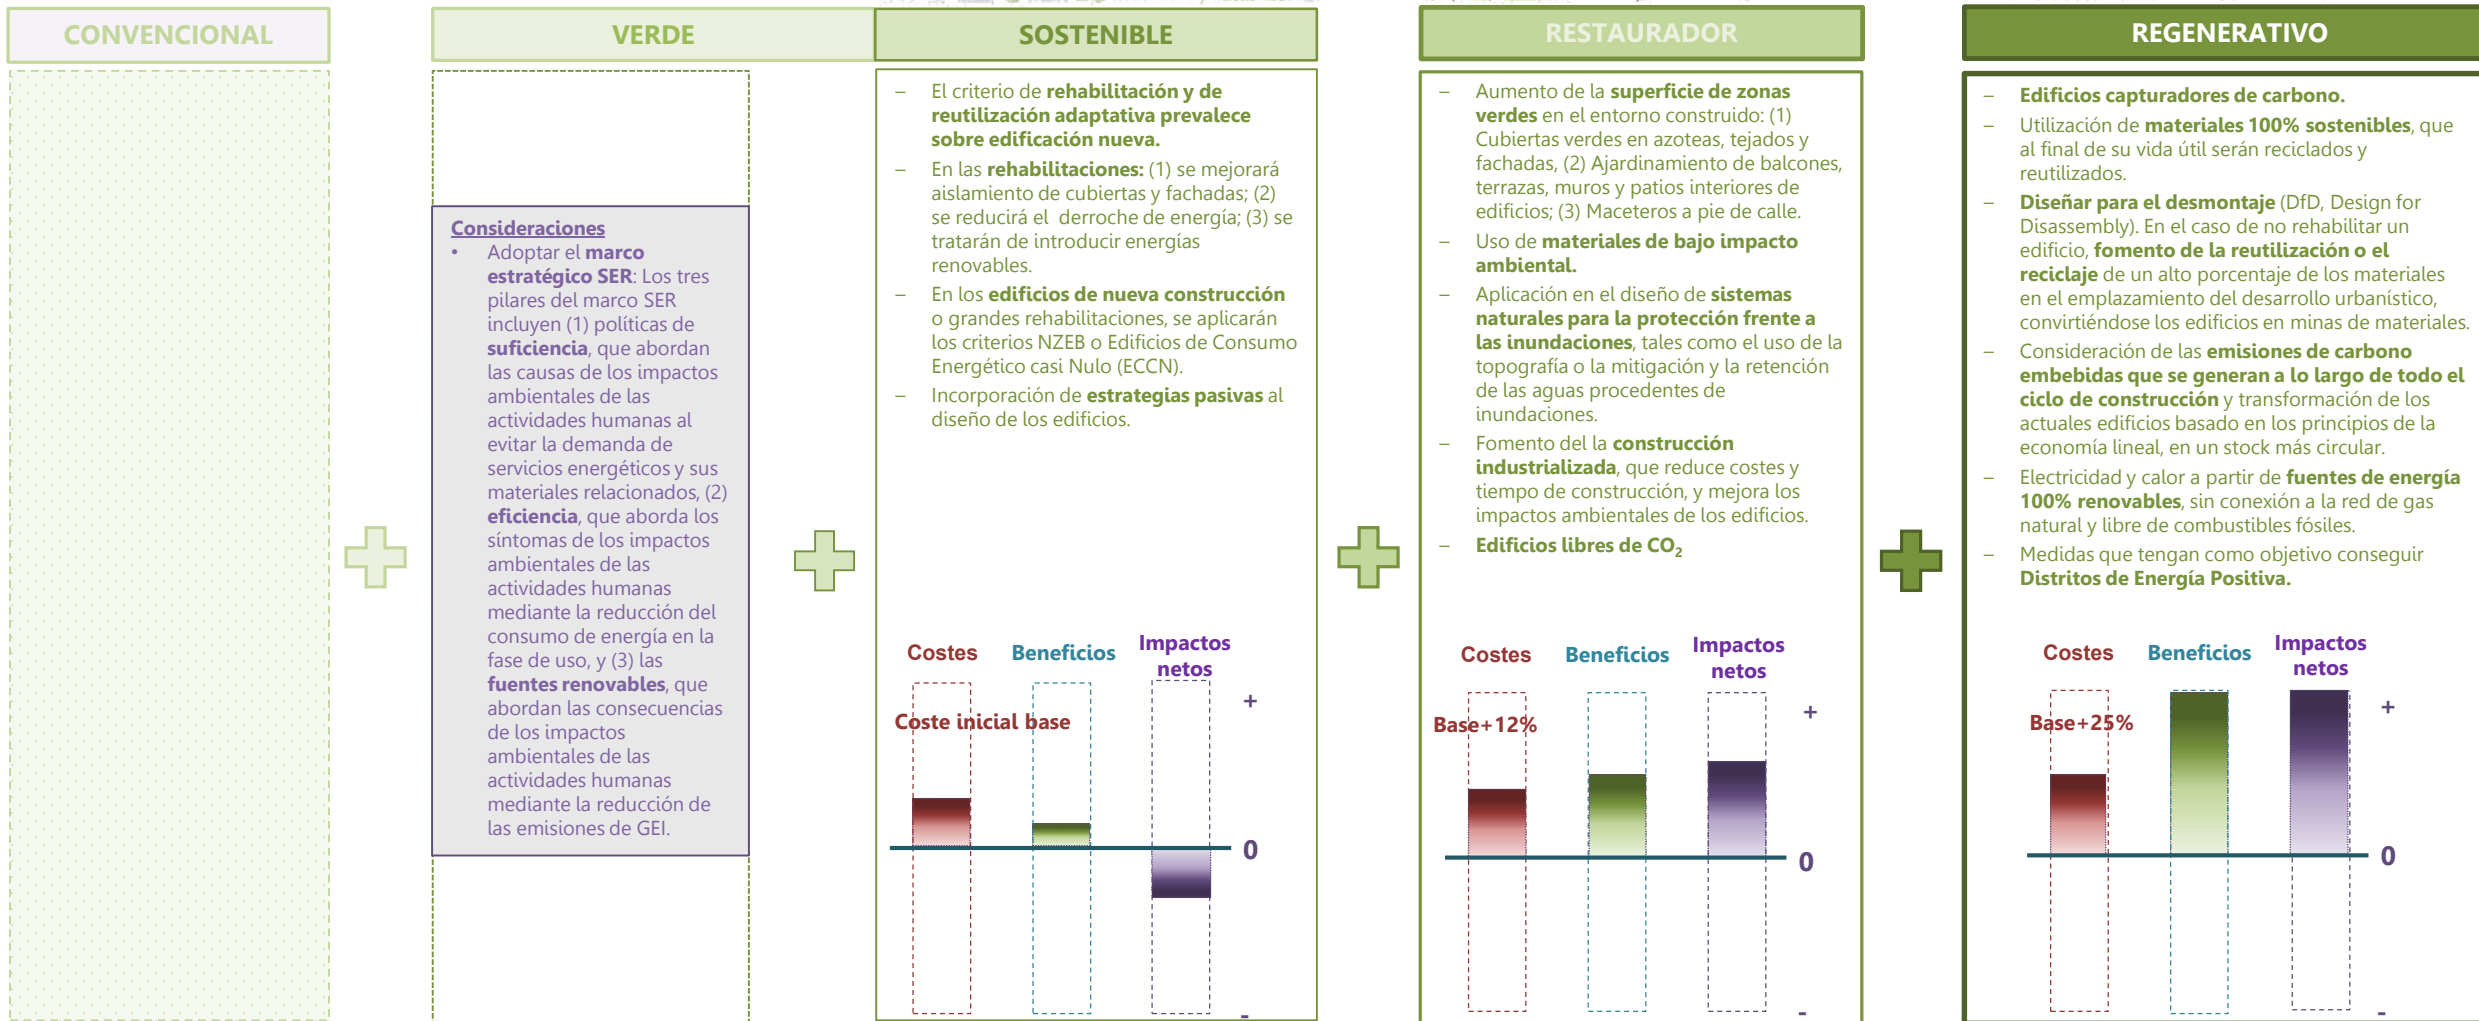 CONVENCIONAL
VERDE
SOSTENIBLE
RESTAURADOR
REGENERATIVO
Consideraciones
• Adoptar el marco
estratégico SER: Los tres
pilares del marco SER
incluyen (1) políticas de
suficiencia, que abordan
las causas de los impactos
ambientales de las
actividades humanas al
evitar la demanda de
servicios energéticos y sus
materiales relacionados, (2)
eficiencia, que aborda los
síntomas de los impactos
ambientales de las
actividades humanas
mediante la reducción del
consumo de energía en la
fase de uso, y (3) las
fuentes renovables, que
abordan las consecuencias
de los impactos
ambientales de las
actividades humanas
mediante la reducción de
las emisiones de GEI.
– El criterio de rehabilitación y de
reutilización adaptativa prevalece
sobre edificación nueva.
– En las rehabilitaciones: (1) se mejorará
aislamiento de cubiertas y fachadas; (2)
se reducirá el derroche de energía; (3) se
tratarán de introducir energías
renovables.
– En los edificios de nueva construcción
o grandes rehabilitaciones, se aplicarán
los criterios NZEB o Edificios de Consumo
Energético casi Nulo (ECCN).
– Incorporación de estrategias pasivas al
diseño de los edificios.
Costes
Beneficios
Impactos
netos
+
Coste inicial base
0
-
– Aumento de la superficie de zonas
verdes en el entorno construido: (1)
Cubiertas verdes en azoteas, tejados y
fachadas, (2) Ajardinamiento de balcones,
terrazas, muros y patios interiores de
edificios; (3) Maceteros a pie de calle.
– Uso de materiales de bajo impacto
ambiental.
– Aplicación en el diseño de sistemas
naturales para la protección frente a
las inundaciones, tales como el uso de la
topografía o la mitigación y la retención
de las aguas procedentes de
inundaciones.
– Fomento del la construcción
industrializada, que reduce costes y
tiempo de construcción, y mejora los
impactos ambientales de los edificios.
– Edificios libres de CO2
Costes
Beneficios
Impactos
netos
+
Base+12%
0
-
– Edificios capturadores de carbono.
– Utilización de materiales 100% sostenibles, que
al final de su vida útil serán reciclados y
reutilizados.
– Diseñar para el desmontaje (DfD, Design for
Disassembly). En el caso de no rehabilitar un
edificio, fomento de la reutilización o el
reciclaje de un alto porcentaje de los materiales
en el emplazamiento del desarrollo urbanístico,
convirtiéndose los edificios en minas de materiales.
– Consideración de las emisiones de carbono
embebidas que se generan a lo largo de todo el
ciclo de construcción y transformación de los
actuales edificios basado en los principios de la
economía lineal, en un stock más circular.
– Electricidad y calor a partir de fuentes de energía
100% renovables, sin conexión a la red de gas
natural y libre de combustibles fósiles.
– Medidas que tengan como objetivo conseguir
Distritos de Energía Positiva.
Costes
Beneficios
Impactos
netos
+
Base+25%
0
-